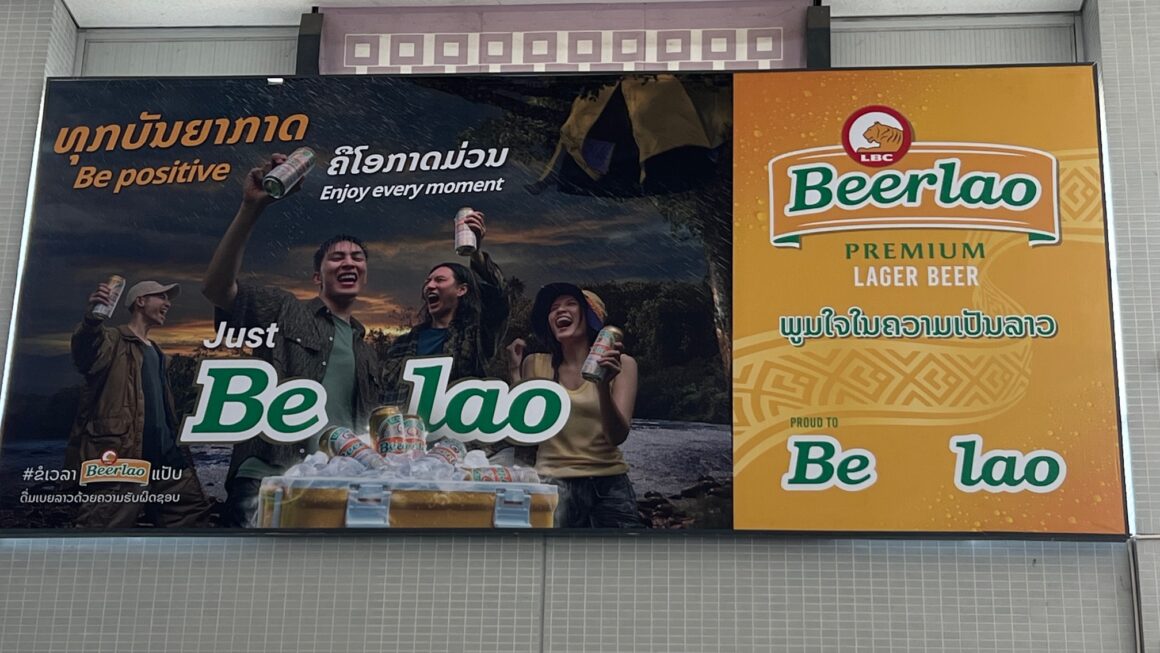 ທຸກບັນຍາກາດ
Be positive
ຄືໂອກາດມ່ວນ
Enjoy every moment
Just
Be lao
#ຂໍເວລາ Beerlao ແປັບ
ດື່ມເບຍລາວດ້ວຍຄວາມຮັບຜິດຊອບ
LBC
Beerlao
PREMIUM
LAGER BEER
ພູມໃຈໃນຄວາມເປັນລາວ
PROUD TO
Be lao